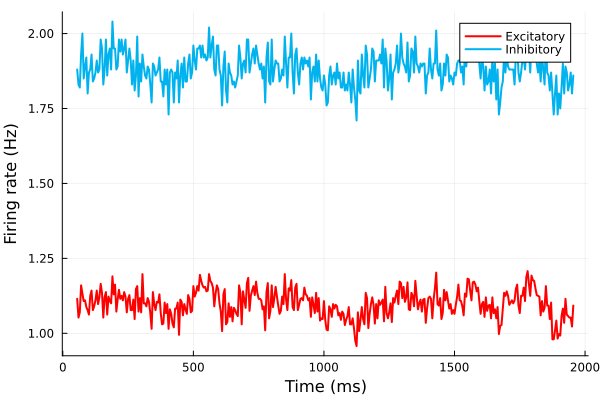 2.00
1.75
1.50
1.25
1.00
Firing rate (Hz)
Excitatory
Inhibitory
0 500 1000 1500 2000
Time (ms)